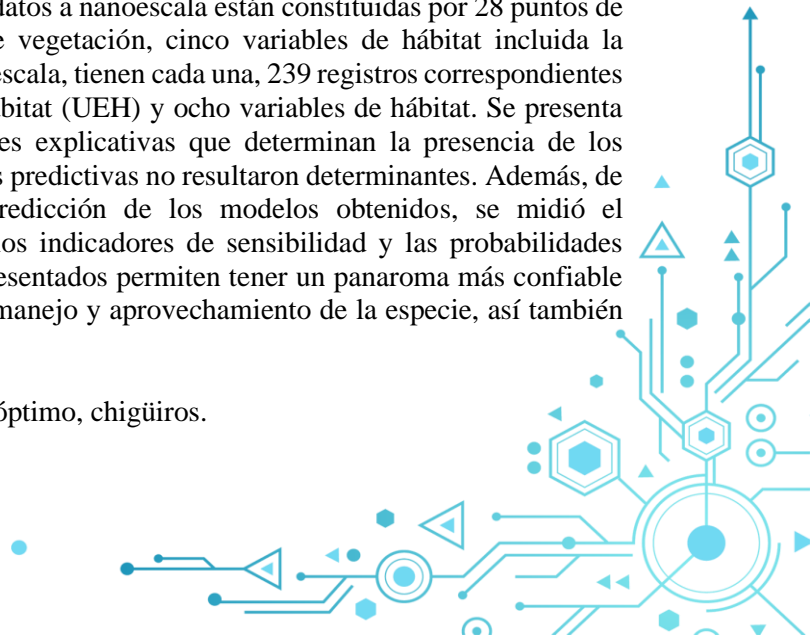 datos a nanoescala están constituidas por 28 puntos de
e vegetación, cinco variables de hábitat incluida la
escala, tienen cada una, 239 registros correspondientes
ábitat (UEH) y ocho variables de hábitat. Se presenta
es explicativas que determinan la presencia de los
s predictivas no resultaron determinantes. Además, de
redicción de los modelos obtenidos, se midió el
los indicadores de sensibilidad y las probabilidades
esentados permiten tener un panaroma más confiable
manejo y aprovechamiento de la especie, así también
óptimo, chigüiros.